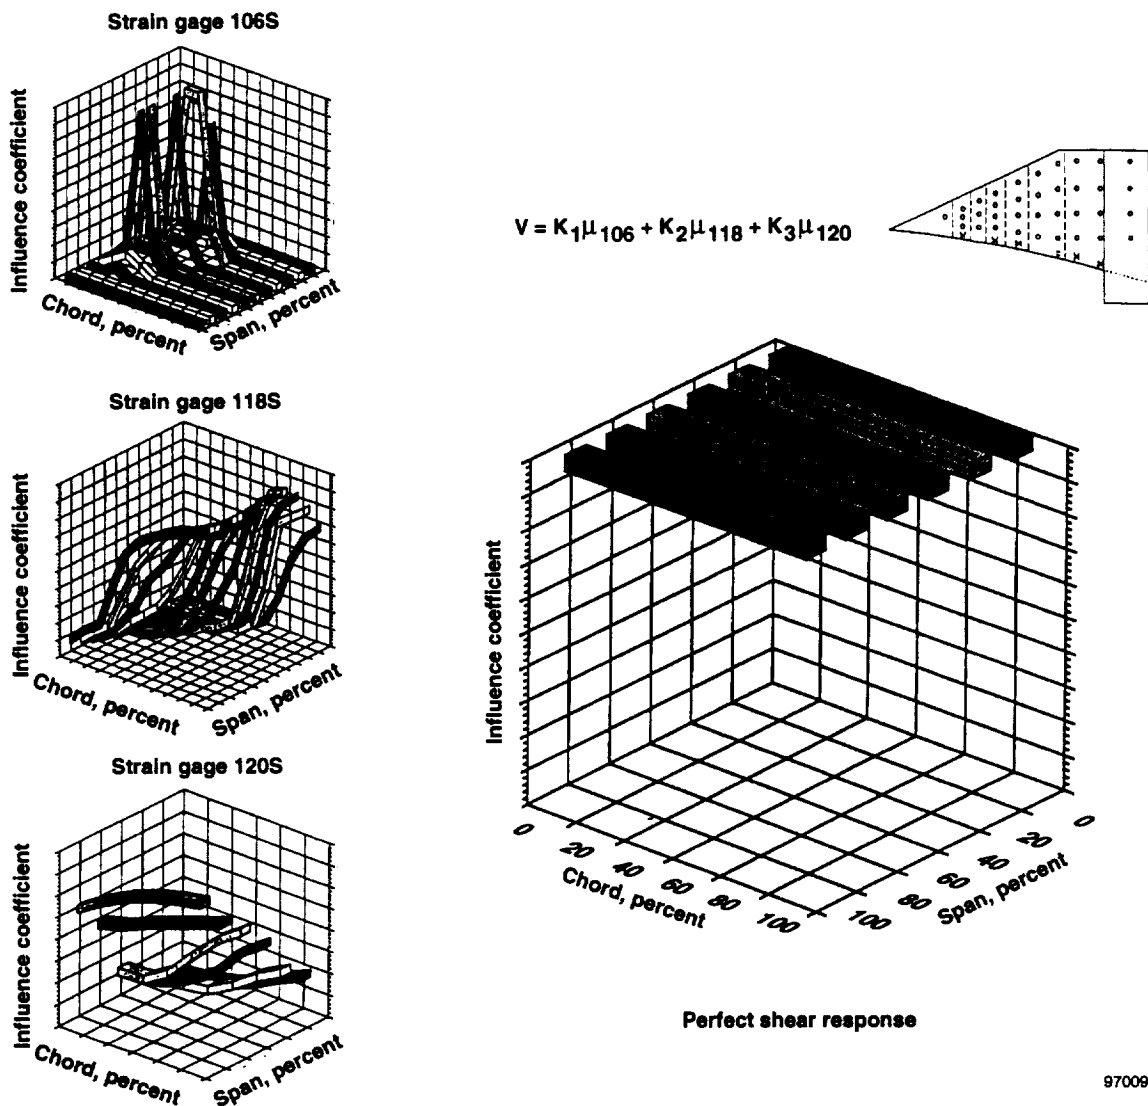 Strain gage 106S
Influence coefficient
Chord, percent
Span, percent
Strain gage 118S
Influence coefficient
Chord, percent
Span, percent
Strain gage 120S
Influence coefficient
Chord, percent
Span, percent
V = K₁μ₁₀₆ + K₂μ₁₁₈ + K₃μ₁₂₀
Influence coefficient
0 20 40 60 80 100
Chord, percent
100 80 60 40 20 0
Span, percent
Perfect shear response
97009